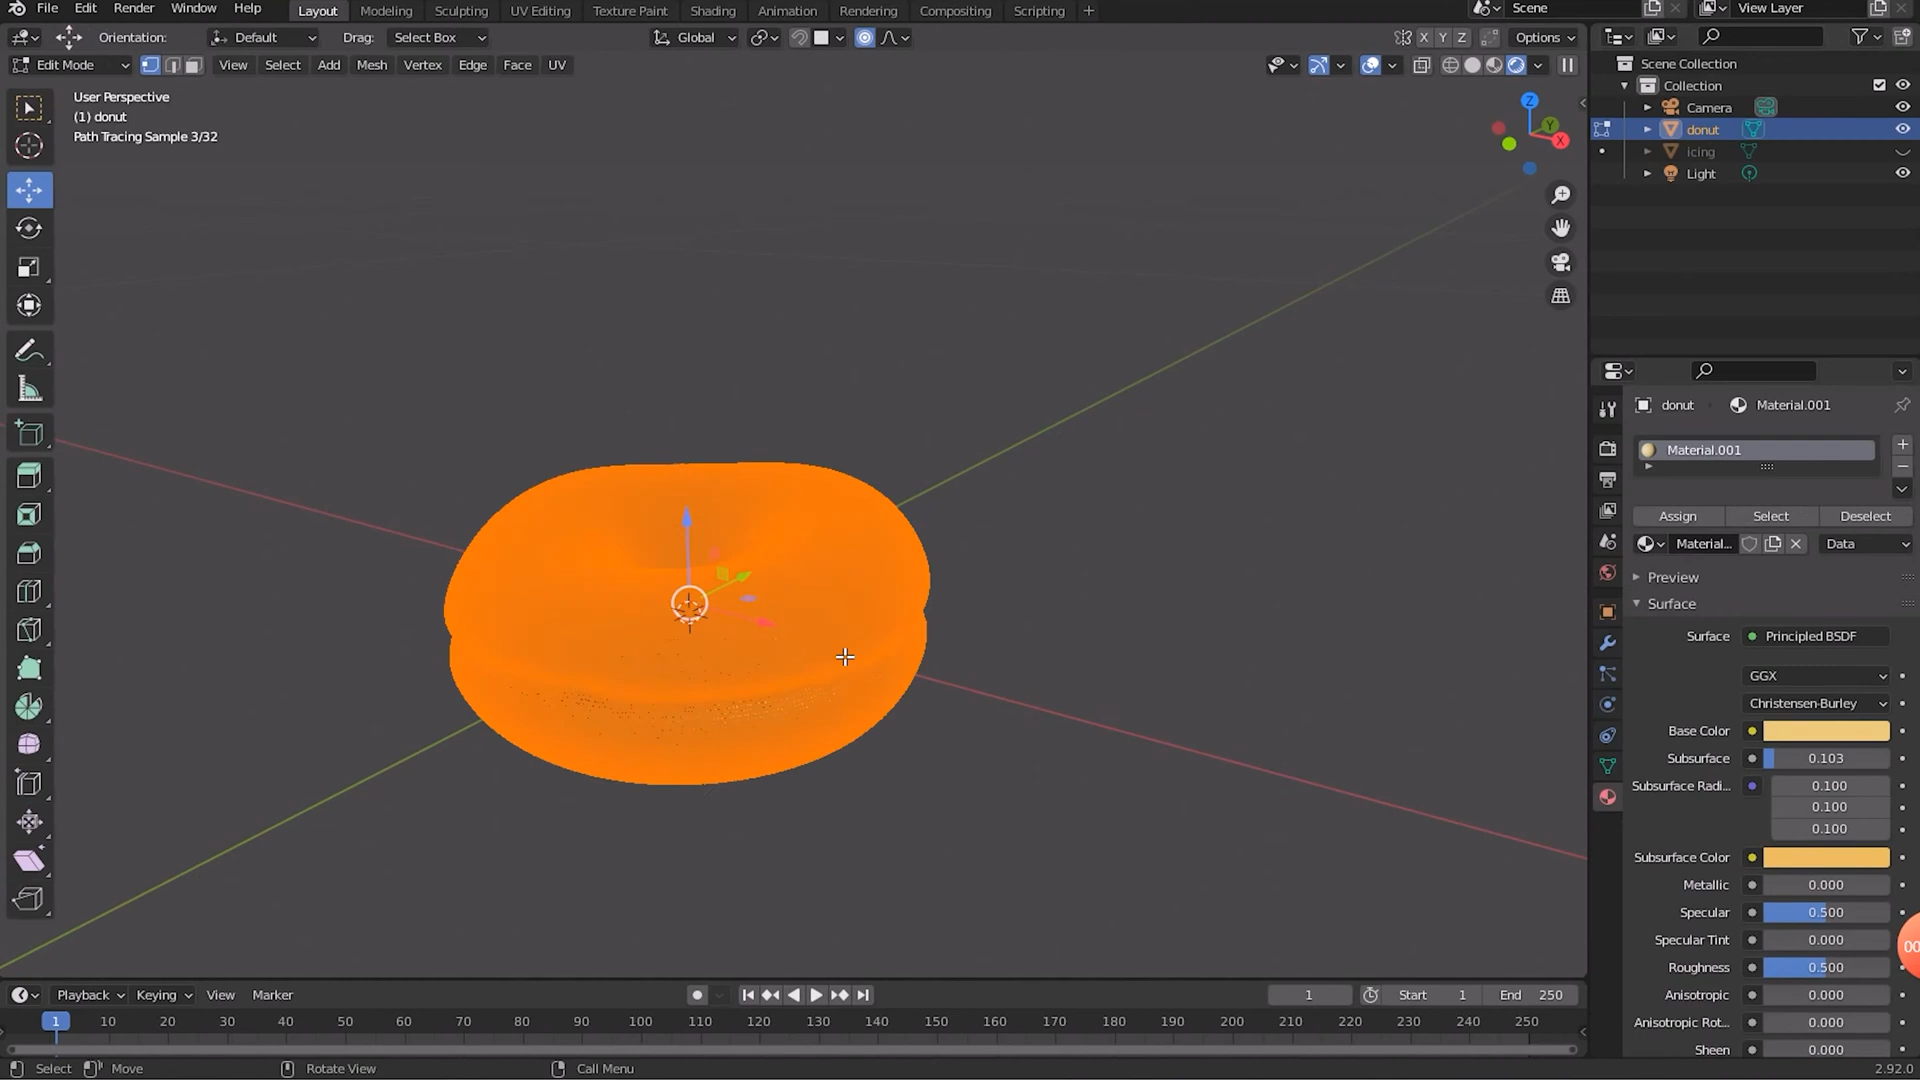 File Edit Render Window Help Layout Modeling Sculpting UV Editing Texture Paint Shading Animation Rendering Compositing Scripting + Scene View Layer
Orientation: Default Drag: Select Box Global X Y Z Options
Edit Mode View Select Add Mesh Vertex Edge Face UV
User Perspective
(1) donut
Path Tracing Sample 3/32
Z
Y
X
Scene Collection
Collection
Camera
donut
icing
Light
donut Material.001
Material.001
Assign Select Deselect
Material... Data
Preview
Surface
Surface Principled BSDF
GGX
Christensen-Burley
Base Color
Subsurface 0.103
Subsurface Radi... 0.100
0.100
0.100
Subsurface Color
Metallic 0.000
Specular 0.500
Specular Tint 0.000
Roughness 0.500
Anisotropic 0.000
Anisotropic Rot... 0.000
Sheen 0.000
00
Playback Keying View Marker 1 Start 1 End 250
1 10 20 30 40 50 60 70 80 90 100 110 120 130 140 150 160 170 180 190 200 210 220 230 240 250
Select Move Rotate View Call Menu 2.92.0